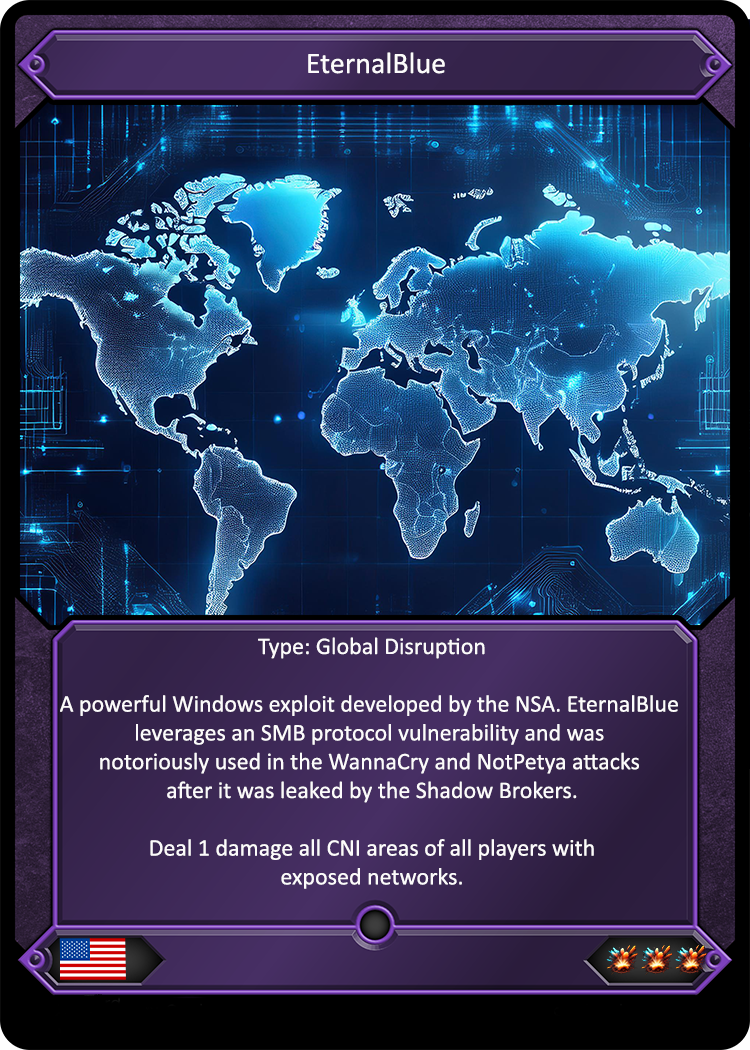 EternalBlue
Type: Global Disruption
A powerful Windows exploit developed by the NSA. EternalBlue
leverages an SMB protocol vulnerability and was
notoriously used in the WannaCry and NotPetya attacks
after it was leaked by the Shadow Brokers.
Deal 1 damage all CNI areas of all players with
exposed networks.